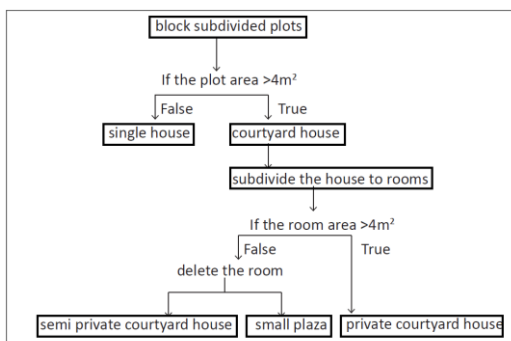 block subdivided plots
If the plot area >4m²
False
True
single house
courtyard house
subdivide the house to rooms
If the room area >4m²
False
True
delete the room
semi private courtyard house
small plaza
private courtyard house